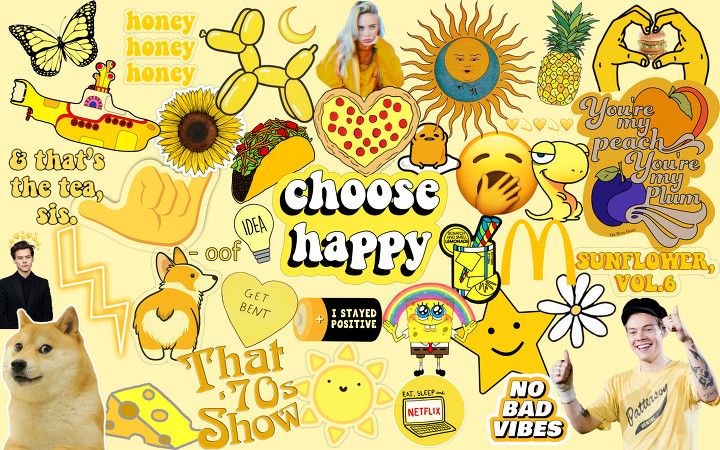 honey
honey
honey
You're
my
peach
You're
my
Plum
& that's
the tea,
sis.
- oof
IDEA
choose
happy
LEMONADE
SUNFLOWER,
VOL.6
GET
BENT
+
I STAYED
POSITIVE
That
'70s
Show
EAT, SLEEP and
NETFLIX
NO
BAD
VIBES